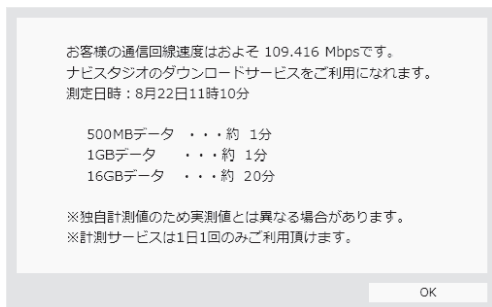 お客様の通信回線速度はおよそ 109.416 Mbpsです。
ナビスタジオのダウンロードサービスをご利用になれます。
測定日時：8月22日11時10分
500MBデータ ・・・約 1分
1GBデータ ・・・約 1分
16GBデータ ・・・約 20分
※独自計測値のため実測値とは異なる場合があります。
※計測サービスは1日1回のみご利用頂けます。
OK